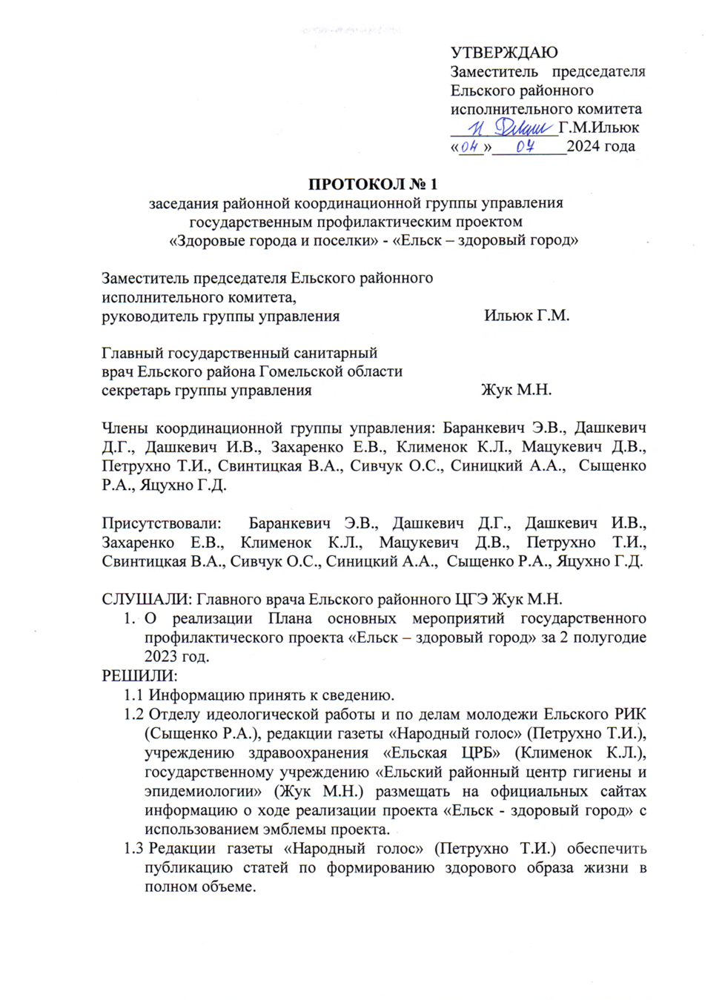 УТВЕРЖДАЮ
Заместитель председателя
Ельского районного
исполнительного комитета
Г.М.Ильюк
«04» 07 2024 года
ПРОТОКОЛ № 1
заседания районной координационной группы управления
государственным профилактическим проектом
«Здоровые города и поселки» - «Ельск – здоровый город»
Заместитель председателя Ельского районного
исполнительного комитета,
руководитель группы управления Ильюк Г.М.
Главный государственный санитарный
врач Ельского района Гомельской области
секретарь группы управления Жук М.Н.
Члены координационной группы управления: Баранкевич Э.В., Дашкевич
Д.Г., Дашкевич И.В., Захаренко Е.В., Клименок К.Л., Мацукевич Д.В.,
Петрухно Т.И., Свинтицкая В.А., Сивчук О.С., Синицкий А.А., Сыщенко
Р.А., Яцухно Г.Д.
Присутствовали: Баранкевич Э.В., Дашкевич Д.Г., Дашкевич И.В.,
Захаренко Е.В., Клименок К.Л., Мацукевич Д.В., Петрухно Т.И.,
Свинтицкая В.А., Сивчук О.С., Синицкий А.А., Сыщенко Р.А., Яцухно Г.Д.
СЛУШАЛИ: Главного врача Ельского районного ЦГЭ Жук М.Н.
1. О реализации Плана основных мероприятий государственного
профилактического проекта «Ельск – здоровый город» за 2 полугодие
2023 год.
РЕШИЛИ:
1.1 Информацию принять к сведению.
1.2 Отделу идеологической работы и по делам молодежи Ельского РИК
(Сыщенко Р.А.), редакции газеты «Народный голос» (Петрухно Т.И.),
учреждению здравоохранения «Ельская ЦРБ» (Клименок К.Л.),
государственному учреждению «Ельский районный центр гигиены и
эпидемиологии» (Жук М.Н.) размещать на официальных сайтах
информацию о ходе реализации проекта «Ельск - здоровый город» с
использованием эмблемы проекта.
1.3 Редакции газеты «Народный голос» (Петрухно Т.И.) обеспечить
публикацию статей по формированию здорового образа жизни в
полном объеме.